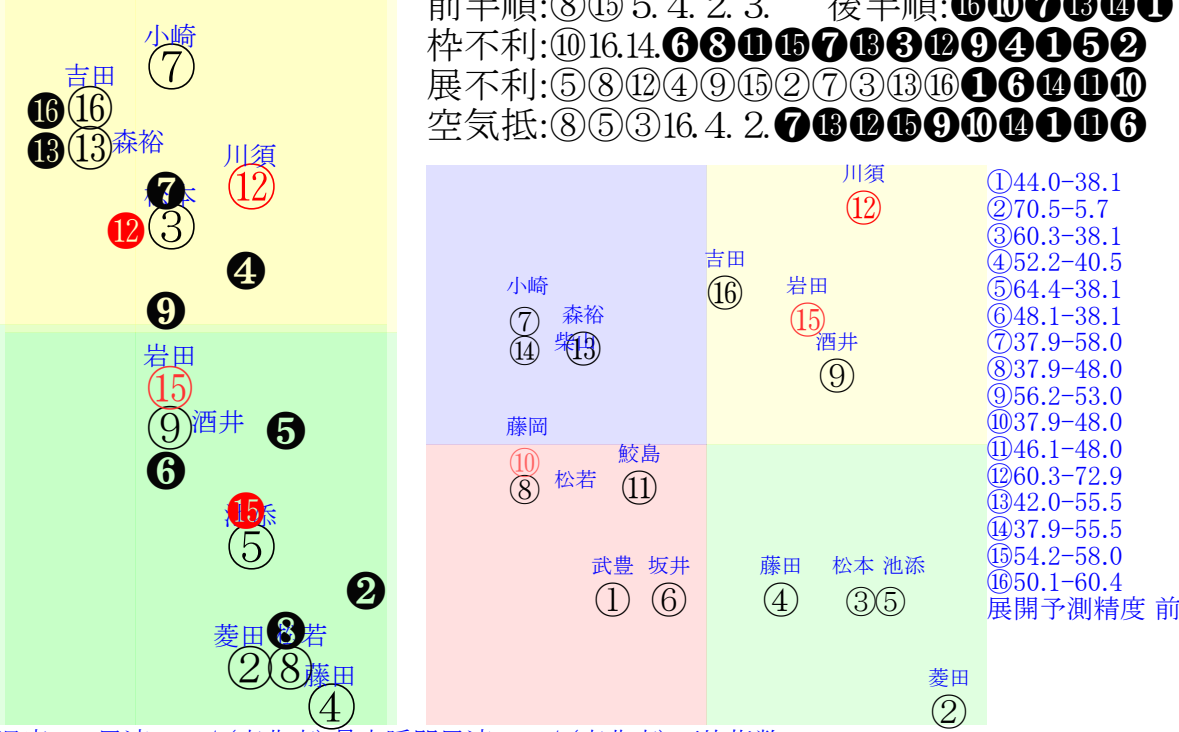 前半順:⑧⑮ 5. 4. 2. 3. 後半順:⓰❿❼⓭⓮❶
枠不利:⑩16.14.❻❽⓫⓯❼⓭❸⓬❾❹❶❺❷
展不利:⑤⑧⑫④⑨⑮②⑦③⑬⑯❶❻⓮⓫❿
空気抵:⑧⑤③16. 4. 2.❼⓭⓬⓯❾❿⓮❶⓫❻
小崎
⑦
吉田
⓰⑯
⓭⑬森裕
川須
⑫
❼
⓬③
❹
❾
岩田
⑮
⑨酒井
❺
❻
⓯
⑤
❷
❽
菱田
②⑧
藤田
④
川須
⑫
吉田
⑯
小崎
⑦
森裕
⑬
⑭
岩田
⑮
酒井
⑨
藤岡
⑩
⑧
松若
鮫島
⑪
武豊 坂井
① ⑥
藤田
④
松本 池添
③⑤
菱田
②
①44.0−38.1
②70.5−5.7
③60.3−38.1
④52.2−40.5
⑤64.4−38.1
⑥48.1−38.1
⑦37.9−58.0
⑧37.9−48.0
⑨56.2−53.0
⑩37.9−48.0
⑪46.1−48.0
⑫60.3−72.9
⑬42.0−55.5
⑭37.9−55.5
⑮54.2−58.0
⑯50.1−60.4
展開予測精度 前